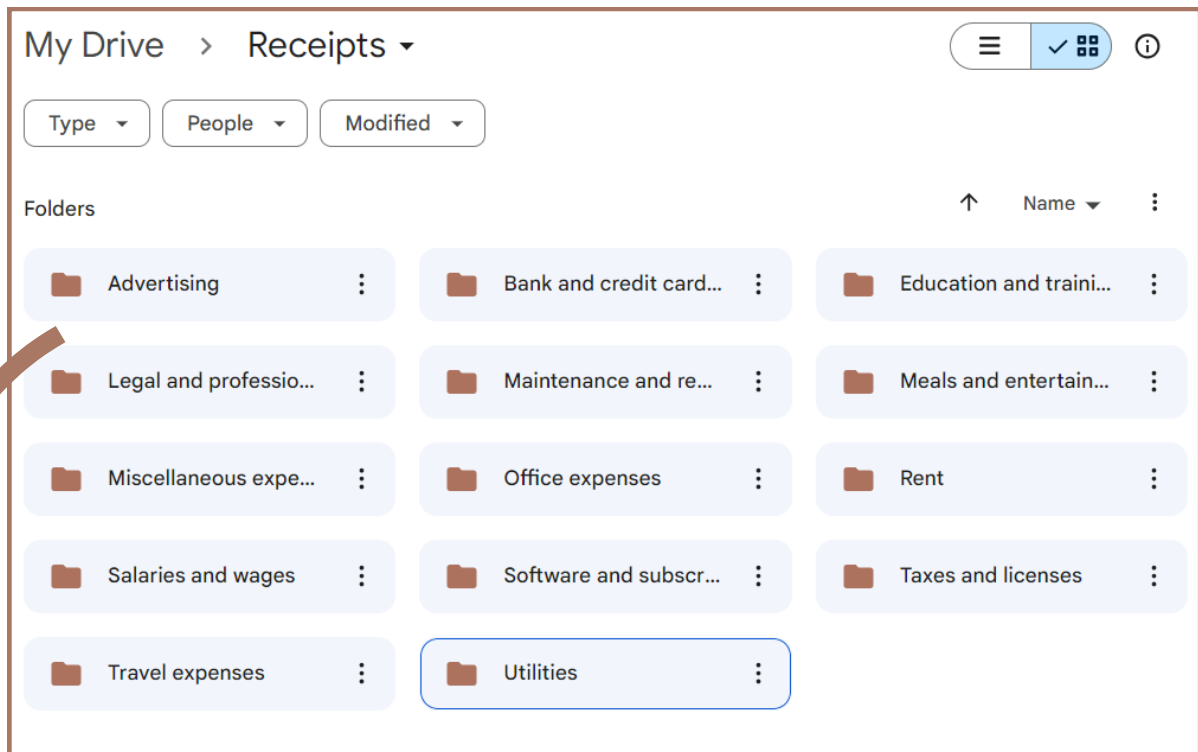 My Drive > Receipts
Type People Modified
Folders Name
Advertising Bank and credit card... Education and traini...
Legal and professio... Maintenance and re... Meals and entertain...
Miscellaneous expe... Office expenses Rent
Salaries and wages Software and subscr... Taxes and licenses
Travel expenses Utilities